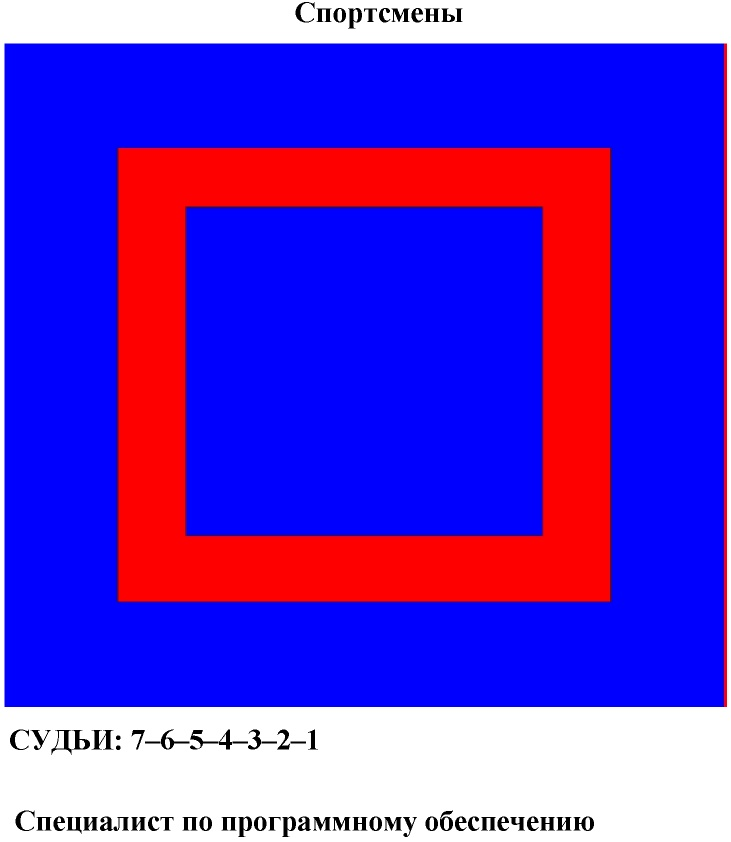 Спортсмены
СУДЬИ: 7–6–5–4–3–2–1
Специалист по программному обеспечению